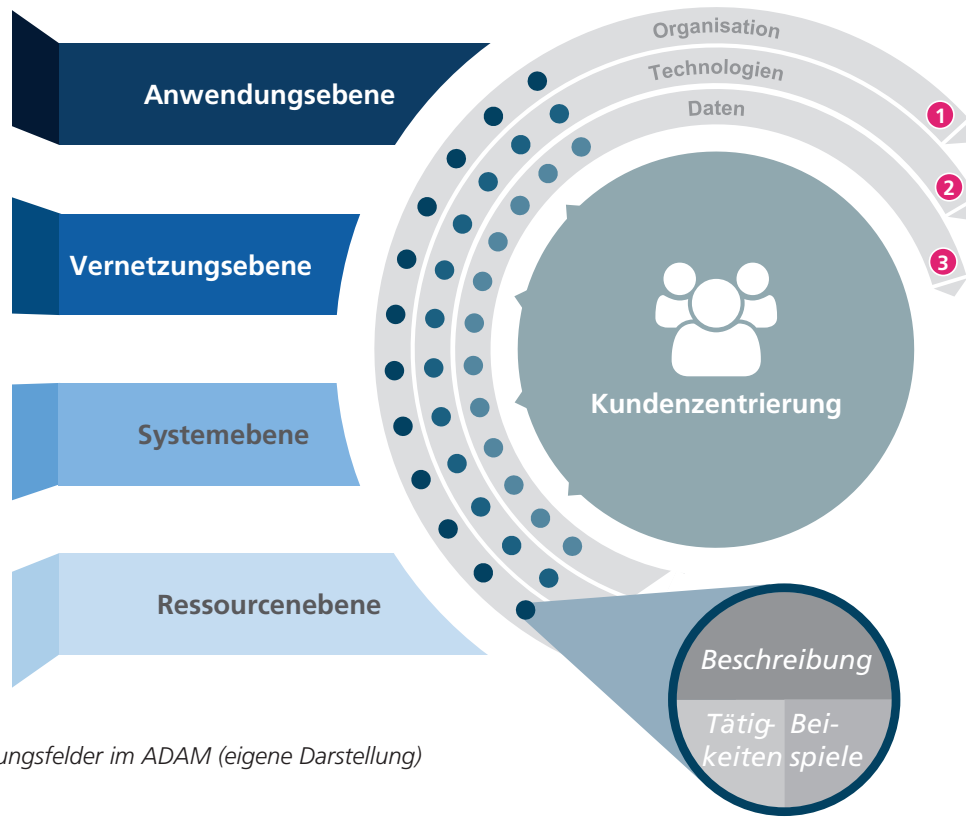 Organisation
Technologien
Daten
1
2
3
Anwendungsebene
Vernetzungsebene
Systemebene
Ressourcenebene
Kundenzentrierung
Beschreibung
Tätig-
keiten
Bei-
spiele
ungsfelder im ADAM (eigene Darstellung)